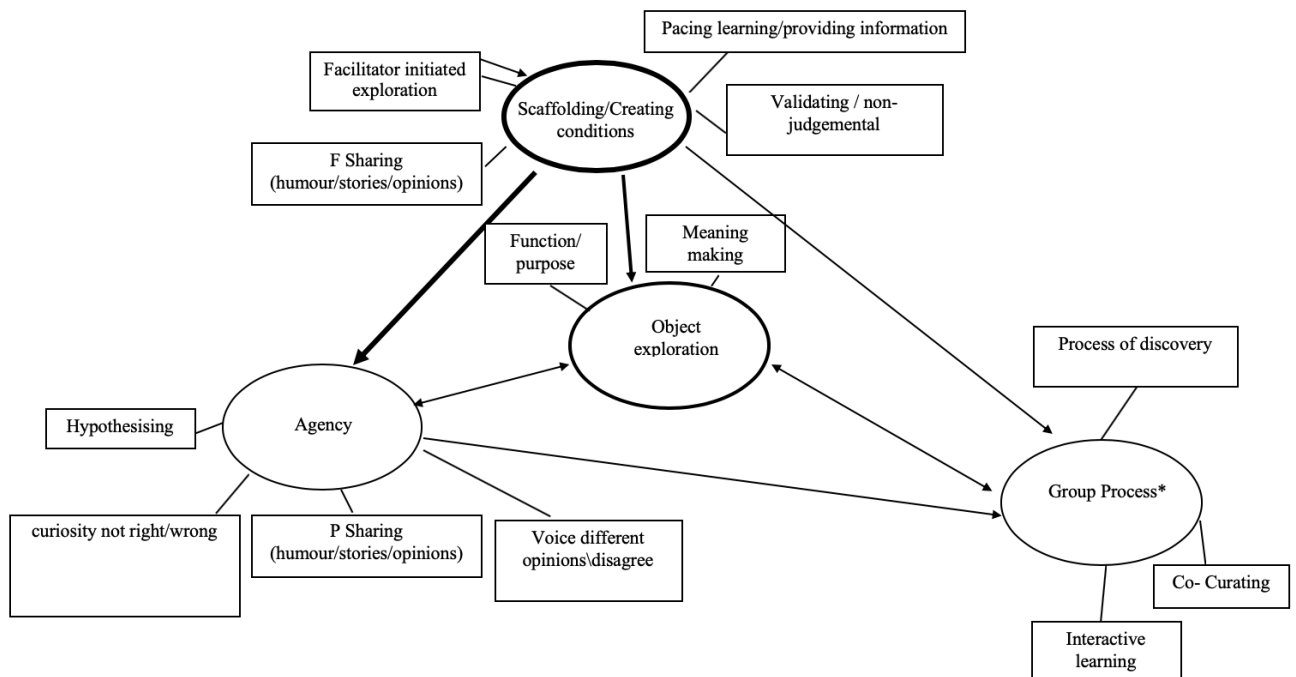 Pacing learning/providing information
Facilitator initiated
exploration
Scaffolding/Creating
conditions
Validating / non-
judgemental
F Sharing
(humour/stories/opinions)
Function/
purpose
Meaning
making
Object
exploration
Process of discovery
Hypothesising
Agency
Group Process*
curiosity not right/wrong
P Sharing
(humour/stories/opinions)
Voice different
opinions\disagree
Co- Curating
Interactive
learning